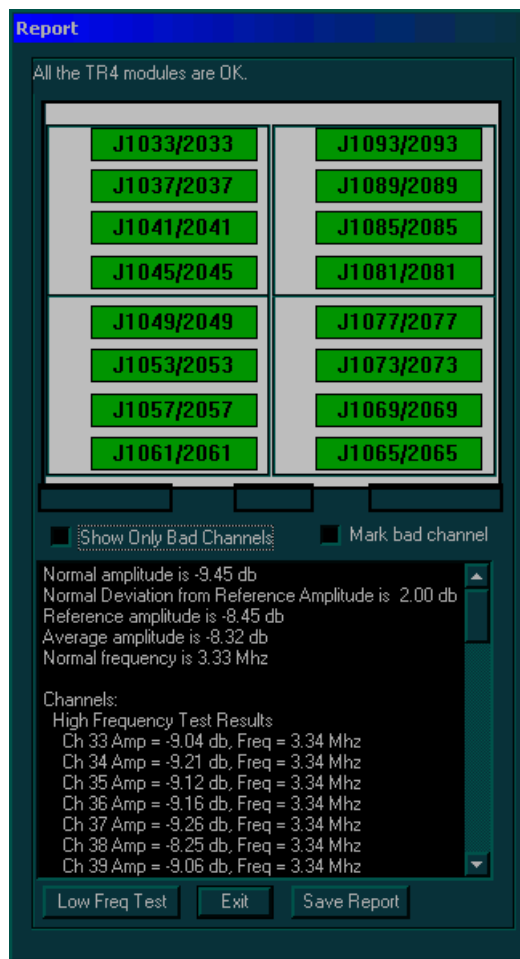 Report
All the TR4 modules are OK.
J1033/2033 J1093/2093
J1037/2037 J1089/2089
J1041/2041 J1085/2085
J1045/2045 J1081/2081
J1049/2049 J1077/2077
J1053/2053 J1073/2073
J1057/2057 J1069/2069
J1061/2061 J1065/2065
Show Only Bad Channels Mark bad channel
Normal amplitude is -9.45 db
Normal Deviation from Reference Amplitude is 2.00 db
Reference amplitude is -8.45 db
Average amplitude is -8.32 db
Normal frequency is 3.33 Mhz
Channels:
High Frequency Test Results
Ch 33 Amp = -9.04 db, Freq = 3.34 Mhz
Ch 34 Amp = -9.21 db, Freq = 3.34 Mhz
Ch 35 Amp = -9.12 db, Freq = 3.34 Mhz
Ch 36 Amp = -9.16 db, Freq = 3.34 Mhz
Ch 37 Amp = -9.26 db, Freq = 3.34 Mhz
Ch 38 Amp = -8.25 db, Freq = 3.34 Mhz
Ch 39 Amp = -9.06 db, Freq = 3.34 Mhz
Low Freq Test Exit Save Report